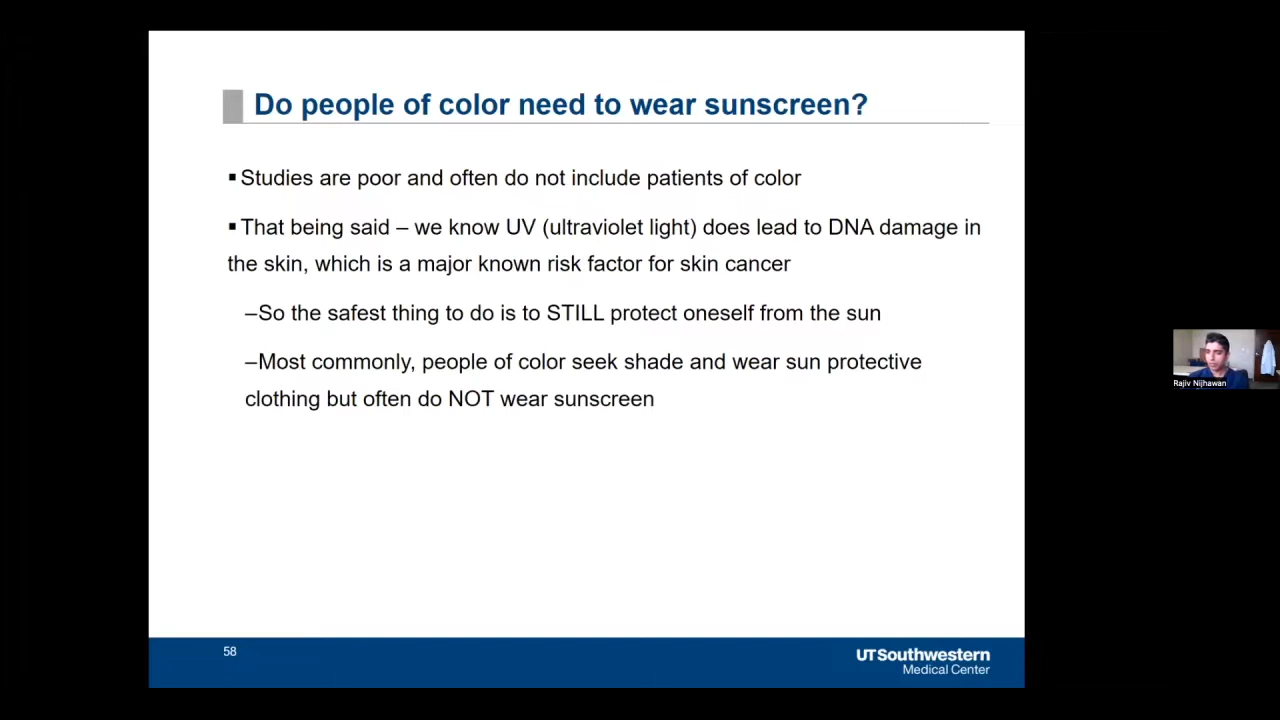 Do people of color need to wear sunscreen?
▪Studies are poor and often do not include patients of color
▪That being said – we know UV (ultraviolet light) does lead to DNA damage in
the skin, which is a major known risk factor for skin cancer
–So the safest thing to do is to STILL protect oneself from the sun
–Most commonly, people of color seek shade and wear sun protective
clothing but often do NOT wear sunscreen
Rajiv Nijhawan
58
UTSouthwestern
Medical Center